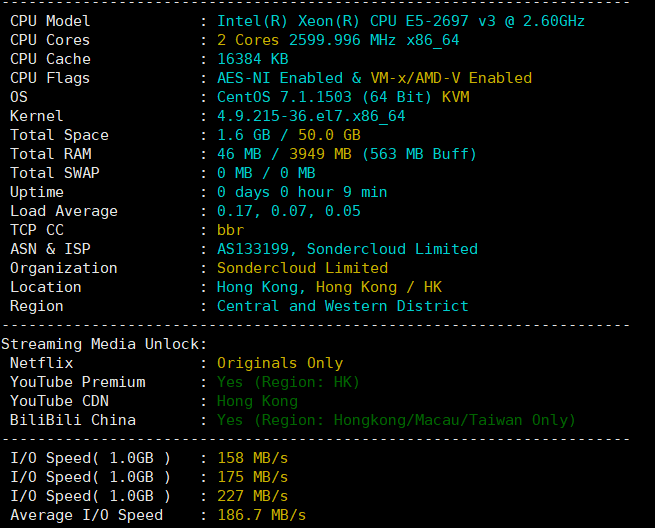 CPU Model : Intel(R) Xeon(R) CPU E5-2697 v3 @ 2.60GHz
CPU Cores : 2 Cores 2599.996 MHz x86_64
CPU Cache : 16384 KB
CPU Flags : AES-NI Enabled & VM-x/AMD-V Enabled
OS : CentOS 7.1.1503 (64 Bit) KVM
Kernel : 4.9.215-36.el7.x86_64
Total Space : 1.6 GB / 50.0 GB
Total RAM : 46 MB / 3949 MB (563 MB Buff)
Total SWAP : 0 MB / 0 MB
Uptime : 0 days 0 hour 9 min
Load Average : 0.17, 0.07, 0.05
TCP CC : bbr
ASN & ISP : AS133199, Sondercloud Limited
Organization : Sondercloud Limited
Location : Hong Kong, Hong Kong / HK
Region : Central and Western District
----------------------------------------------------------------------
Streaming Media Unlock:
Netflix : Originals Only
YouTube Premium : Yes (Region: HK)
YouTube CDN : Hong Kong
BiliBili China : Yes (Region: Hongkong/Macau/Taiwan Only)
----------------------------------------------------------------------
I/O Speed( 1.0GB ) : 158 MB/s
I/O Speed( 1.0GB ) : 175 MB/s
I/O Speed( 1.0GB ) : 227 MB/s
Average I/O Speed : 186.7 MB/s